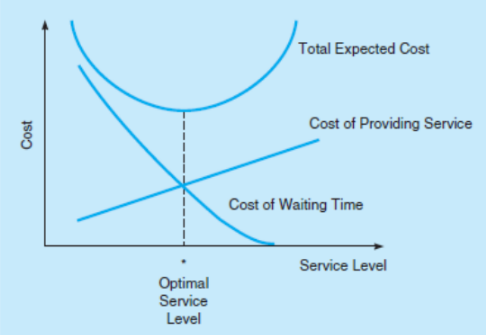 Total Expected Cost
Cost of Providing Service
Cost
Cost of Waiting Time
Service Level
*
Optimal
Service
Level